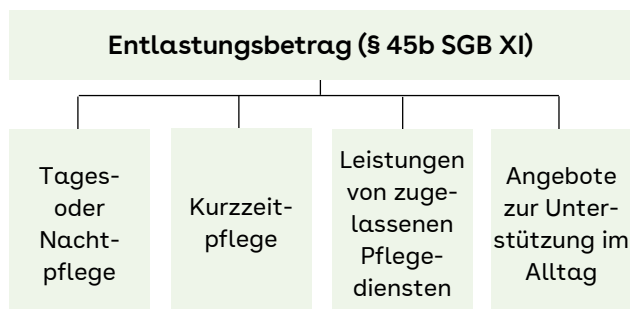 Entlastungsbetrag (§ 45b SGB XI)
Tages-
oder
Nacht-
pflege
Kurzzeit-
pflege
Leistungen
von zuge-
lassenen
Pflege-
diensten
Angebote
zur Unter-
stützung im
Alltag